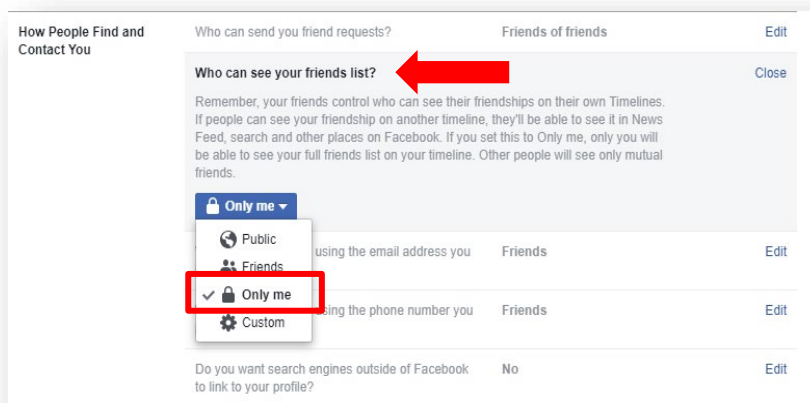 How People Find and
Contact You
Who can send you friend requests? Friends of friends Edit
Who can see your friends list? Close
Remember, your friends control who can see their friendships on their own Timelines.
If people can see your friendship on another timeline, they'll be able to see it in News
Feed, search and other places on Facebook. If you set this to Only me, only you will
be able to see your full friends list on your timeline. Other people will see only mutual
friends.
Only me
Public
using the email address you Friends Edit
Friends
Only me
using the phone number you Friends Edit
Custom
Do you want search engines outside of Facebook No Edit
to link to your profile?